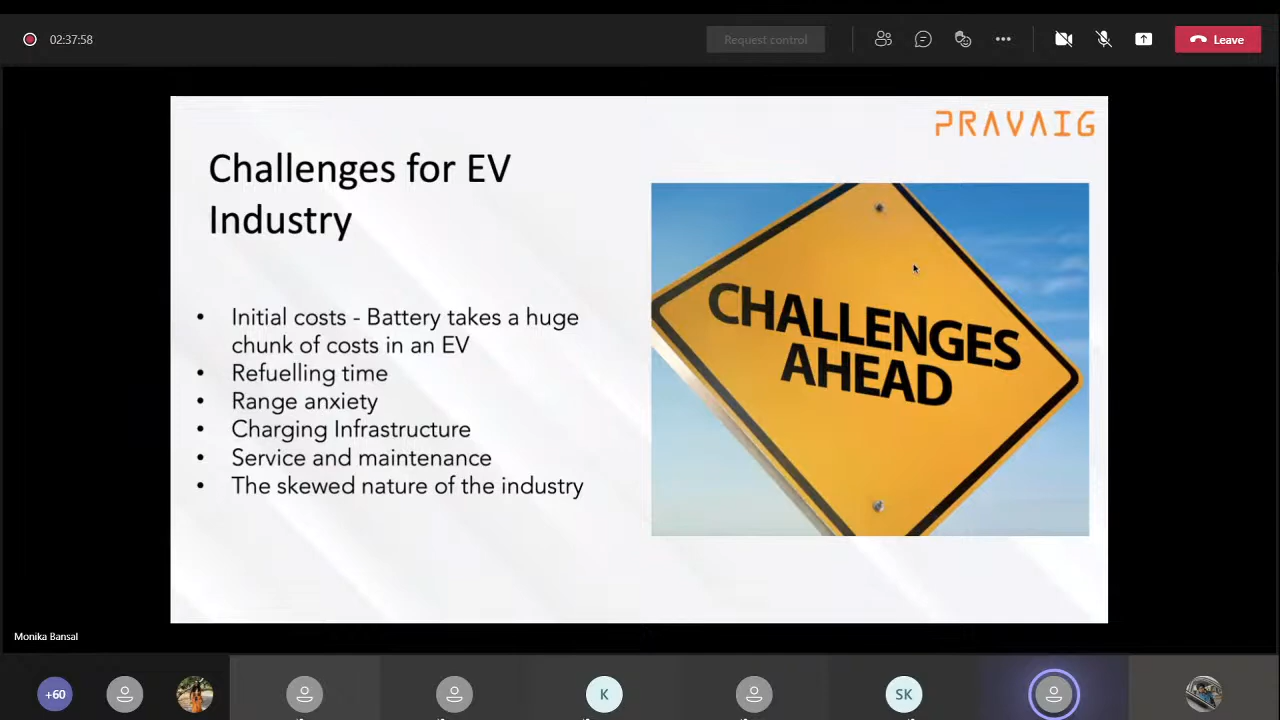 02:37:58
Request control
Leave
PRAVAIG
Challenges for EV
Industry
• Initial costs - Battery takes a huge
chunk of costs in an EV
• Refuelling time
• Range anxiety
• Charging Infrastructure
• Service and maintenance
• The skewed nature of the industry
CHALLENGES
AHEAD
Monika Bansal
+60
K
SK